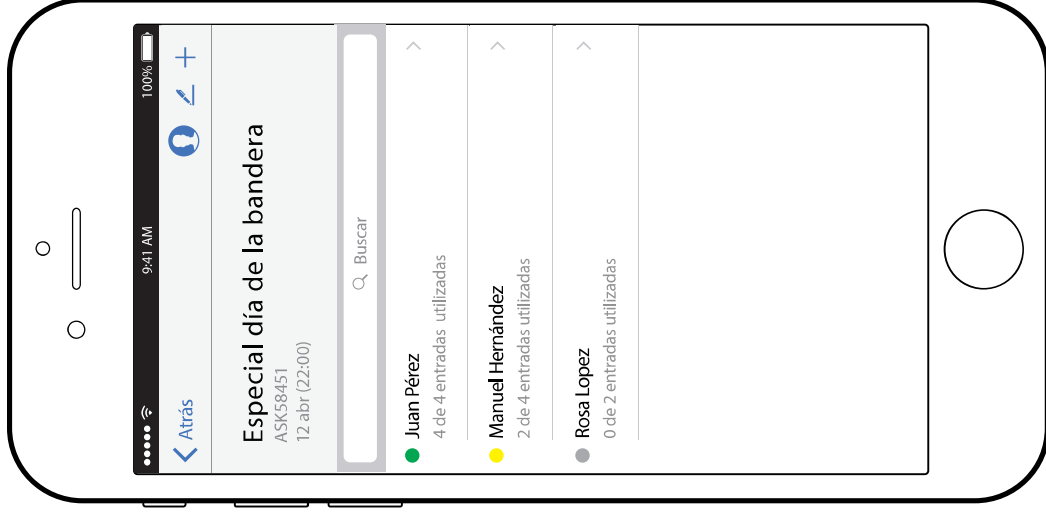 9:41 AM
100%
Atrás
Especial día de la bandera
ASK58451
12 abr (22:00)
Buscar
Juan Pérez
4 de 4 entradas utilizadas
Manuel Hernández
2 de 4 entradas utilizadas
Rosa Lopez
0 de 2 entradas utilizadas